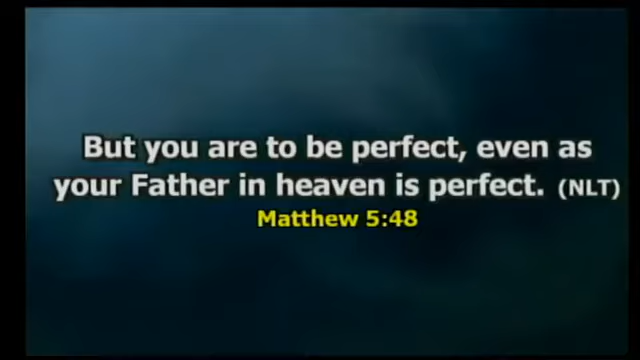 But you are to be perfect, even as
your Father in heaven is perfect. (NLT)
Matthew 5:48